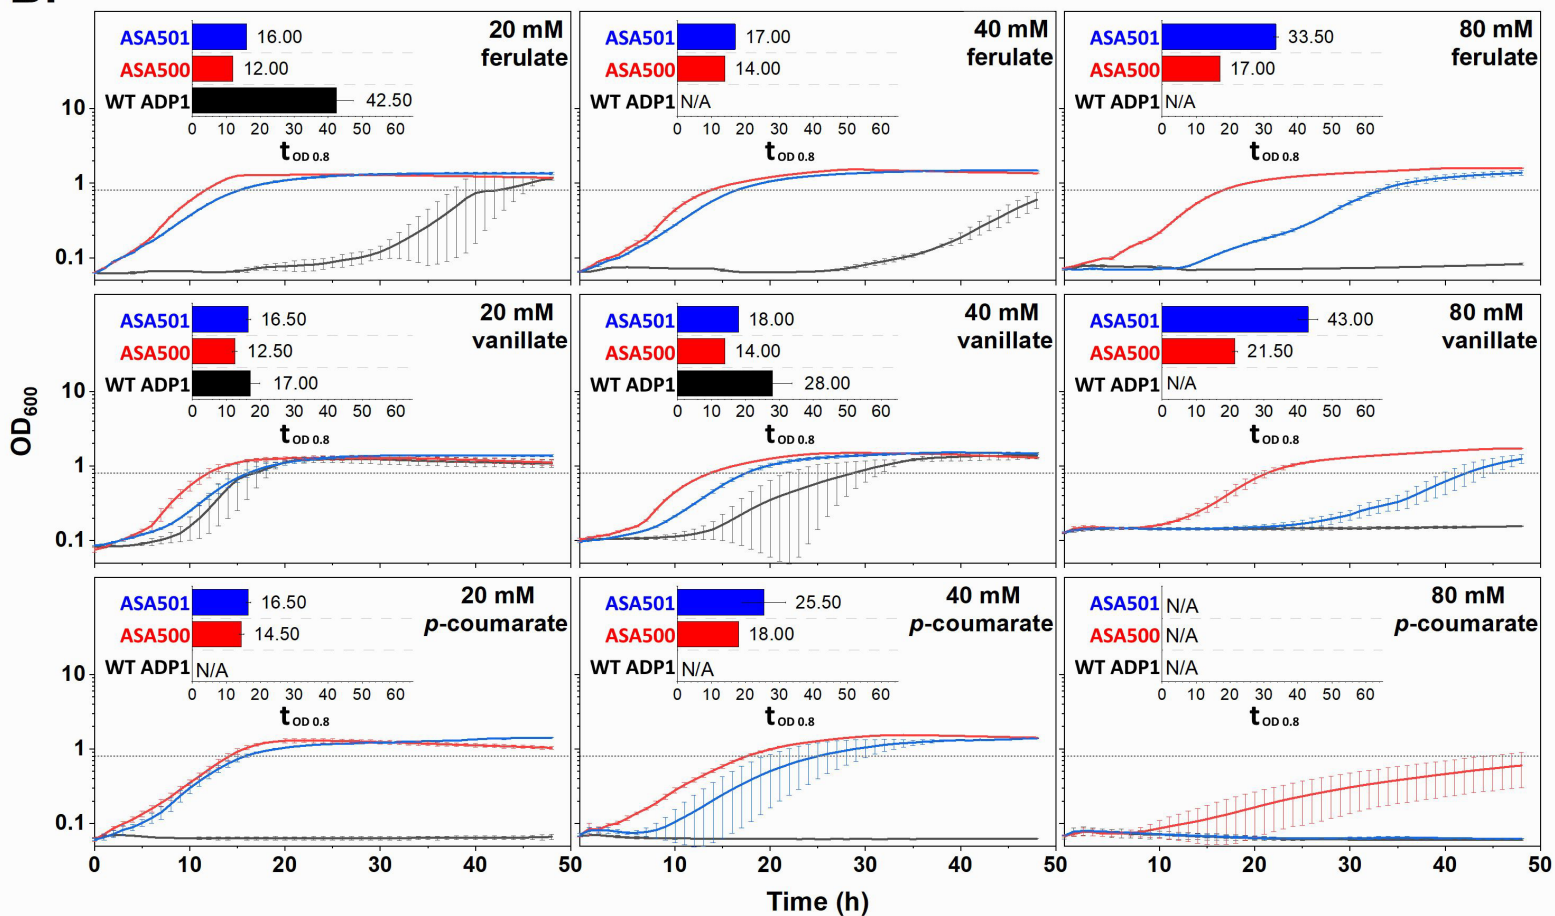 ASA501 16.00 20 mM
ASA500 12.00 ferulate
WT ADP1 42.50
0 10 20 30 40 50 60
t OD 0.8
10
1
0.1
ASA501 17.00 40 mM
ASA500 14.00 ferulate
WT ADP1 N/A
0 10 20 30 40 50 60
t OD 0.8
ASA501 33.50 80 mM
ASA500 17.00 ferulate
WT ADP1 N/A
0 10 20 30 40 50 60
t OD 0.8
OD600
ASA501 16.50 20 mM
ASA500 12.50 vanillate
WT ADP1 17.00
0 10 20 30 40 50 60
t OD 0.8
10
1
0.1
ASA501 18.00 40 mM
ASA500 14.00 vanillate
WT ADP1 28.00
0 10 20 30 40 50 60
t OD 0.8
ASA501 43.00 80 mM
ASA500 21.50 vanillate
WT ADP1 N/A
0 10 20 30 40 50 60
t OD 0.8
ASA501 16.50 20 mM
ASA500 14.50 p-coumarate
WT ADP1 N/A
0 10 20 30 40 50 60
t OD 0.8
10
1
0.1
ASA501 25.50 40 mM
ASA500 18.00 p-coumarate
WT ADP1 N/A
0 10 20 30 40 50 60
t OD 0.8
ASA501 N/A 80 mM
ASA500 N/A p-coumarate
WT ADP1 N/A
0 10 20 30 40 50 60
t OD 0.8
0 10 20 30 40 50 10 20 30 40 50 10 20 30 40 50
Time (h)